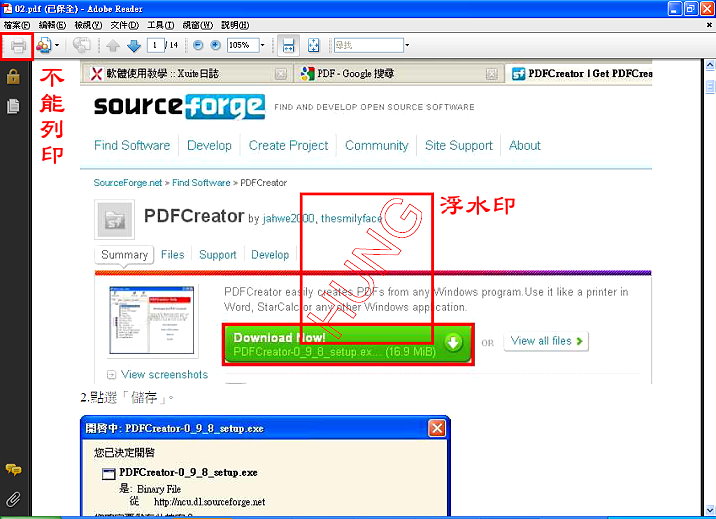 02.pdf (已保全) - Adobe Reader
檔案(F) 編輯(E) 檢視(V) 文件(D) 工具(T) 視窗(W) 說明(H)
1 / 14 105% 尋找
不能列印
軟體使用教學 :: Xuite日誌
PDF - Google 搜尋
PDFCreator | Get PDFCrea
sourceforge FIND AND DEVELOP OPEN SOURCE SOFTWARE
Find Software Develop Create Project Community Site Support About
SourceForge.net > Find Software > PDFCreator
PDFCreator by jahwe2000, thesmilyface
浮水印
HUNG
Summary Files Support Develop
PDFCreator easily creates PDFs from any Windows program.Use it like a printer in
Word, StarCalc or any other Windows application.
Download Now!
PDFCreator-0_9_8_setup.ex... (16.9 MiB)
OR
View all files
View screenshots
2.點選「儲存」。
開啓中: PDFCreator-0_9_8_setup.exe
您已決定開啓
PDFCreator-0_9_8_setup.exe
是: Binary File
從 http://ncu.dl.sourceforge.net